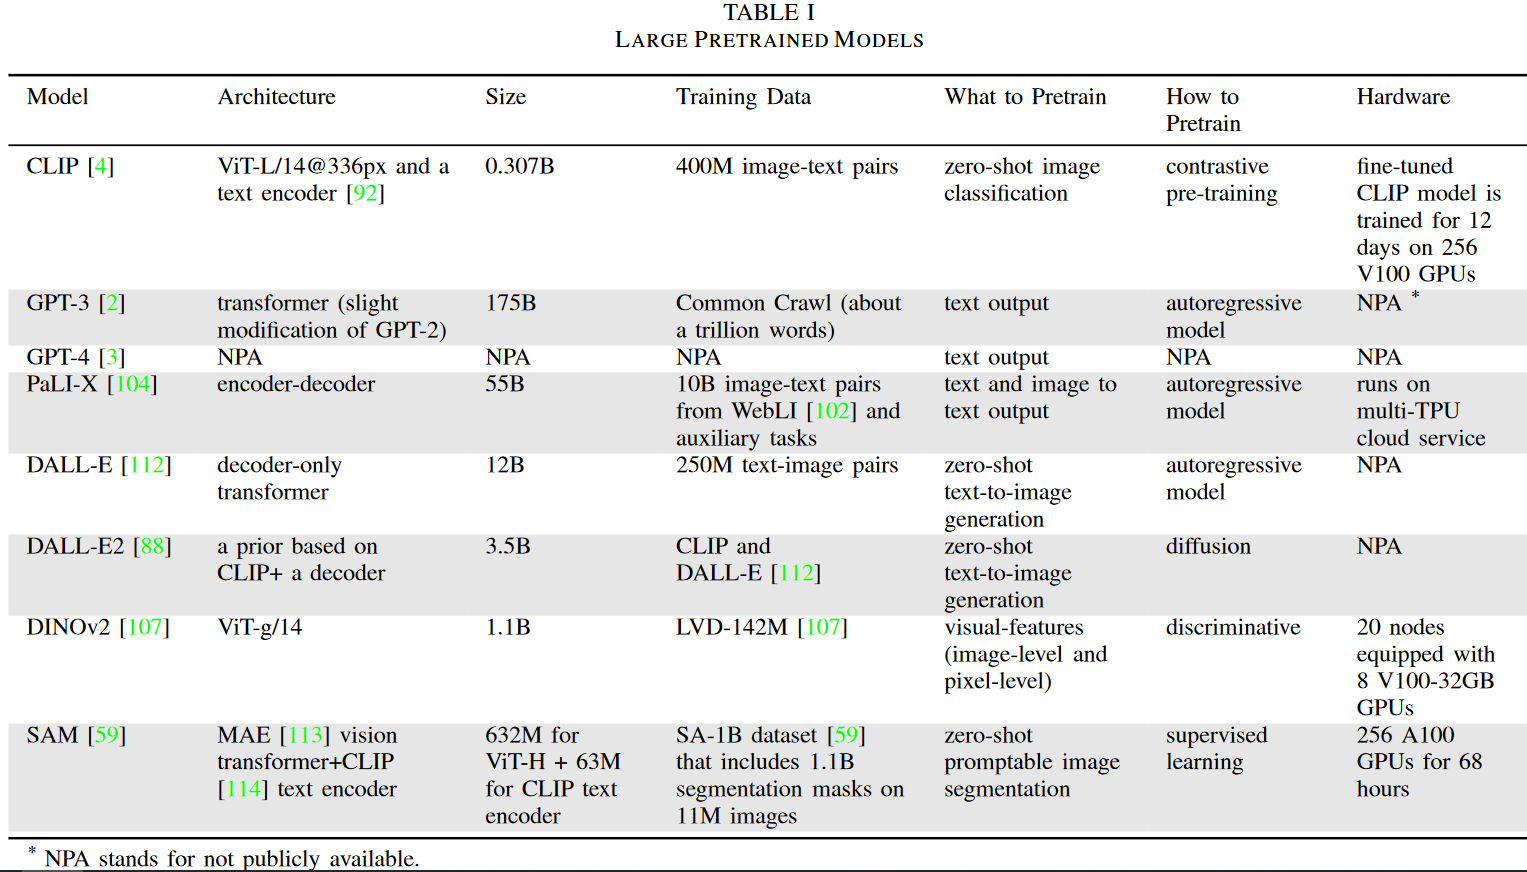 TABLE I
LARGE PRETRAINED MODELS
Model Architecture Size Training Data What to Pretrain How to Hardware
Pretrain
CLIP [4] ViT-L/14@336px and a 0.307B 400M image-text pairs zero-shot image contrastive fine-tuned
text encoder [92] classification pre-training CLIP model is
trained for 12
days on 256
V100 GPUs
GPT-3 [2] transformer (slight 175B Common Crawl (about text output autoregressive NPA *
modification of GPT-2) a trillion words) model
GPT-4 [3] NPA NPA NPA text output NPA NPA
PaLI-X [104] encoder-decoder 55B 10B image-text pairs text and image to autoregressive runs on
from WebLI [102] and text output model multi-TPU
auxiliary tasks cloud service
DALL-E [112] decoder-only 12B 250M text-image pairs zero-shot autoregressive NPA
transformer text-to-image model
generation
DALL-E2 [88] a prior based on 3.5B CLIP and zero-shot diffusion NPA
CLIP+ a decoder DALL-E [112] text-to-image
generation
DINOv2 [107] ViT-g/14 1.1B LVD-142M [107] visual-features discriminative 20 nodes
(image-level and equipped with
pixel-level) 8 V100-32GB
GPUs
SAM [59] MAE [113] vision 632M for SA-1B dataset [59] zero-shot supervised 256 A100
transformer+CLIP ViT-H + 63M that includes 1.1B promptable image learning GPUs for 68
[114] text encoder for CLIP text segmentation masks on segmentation hours
encoder 11M images
* NPA stands for not publicly available.